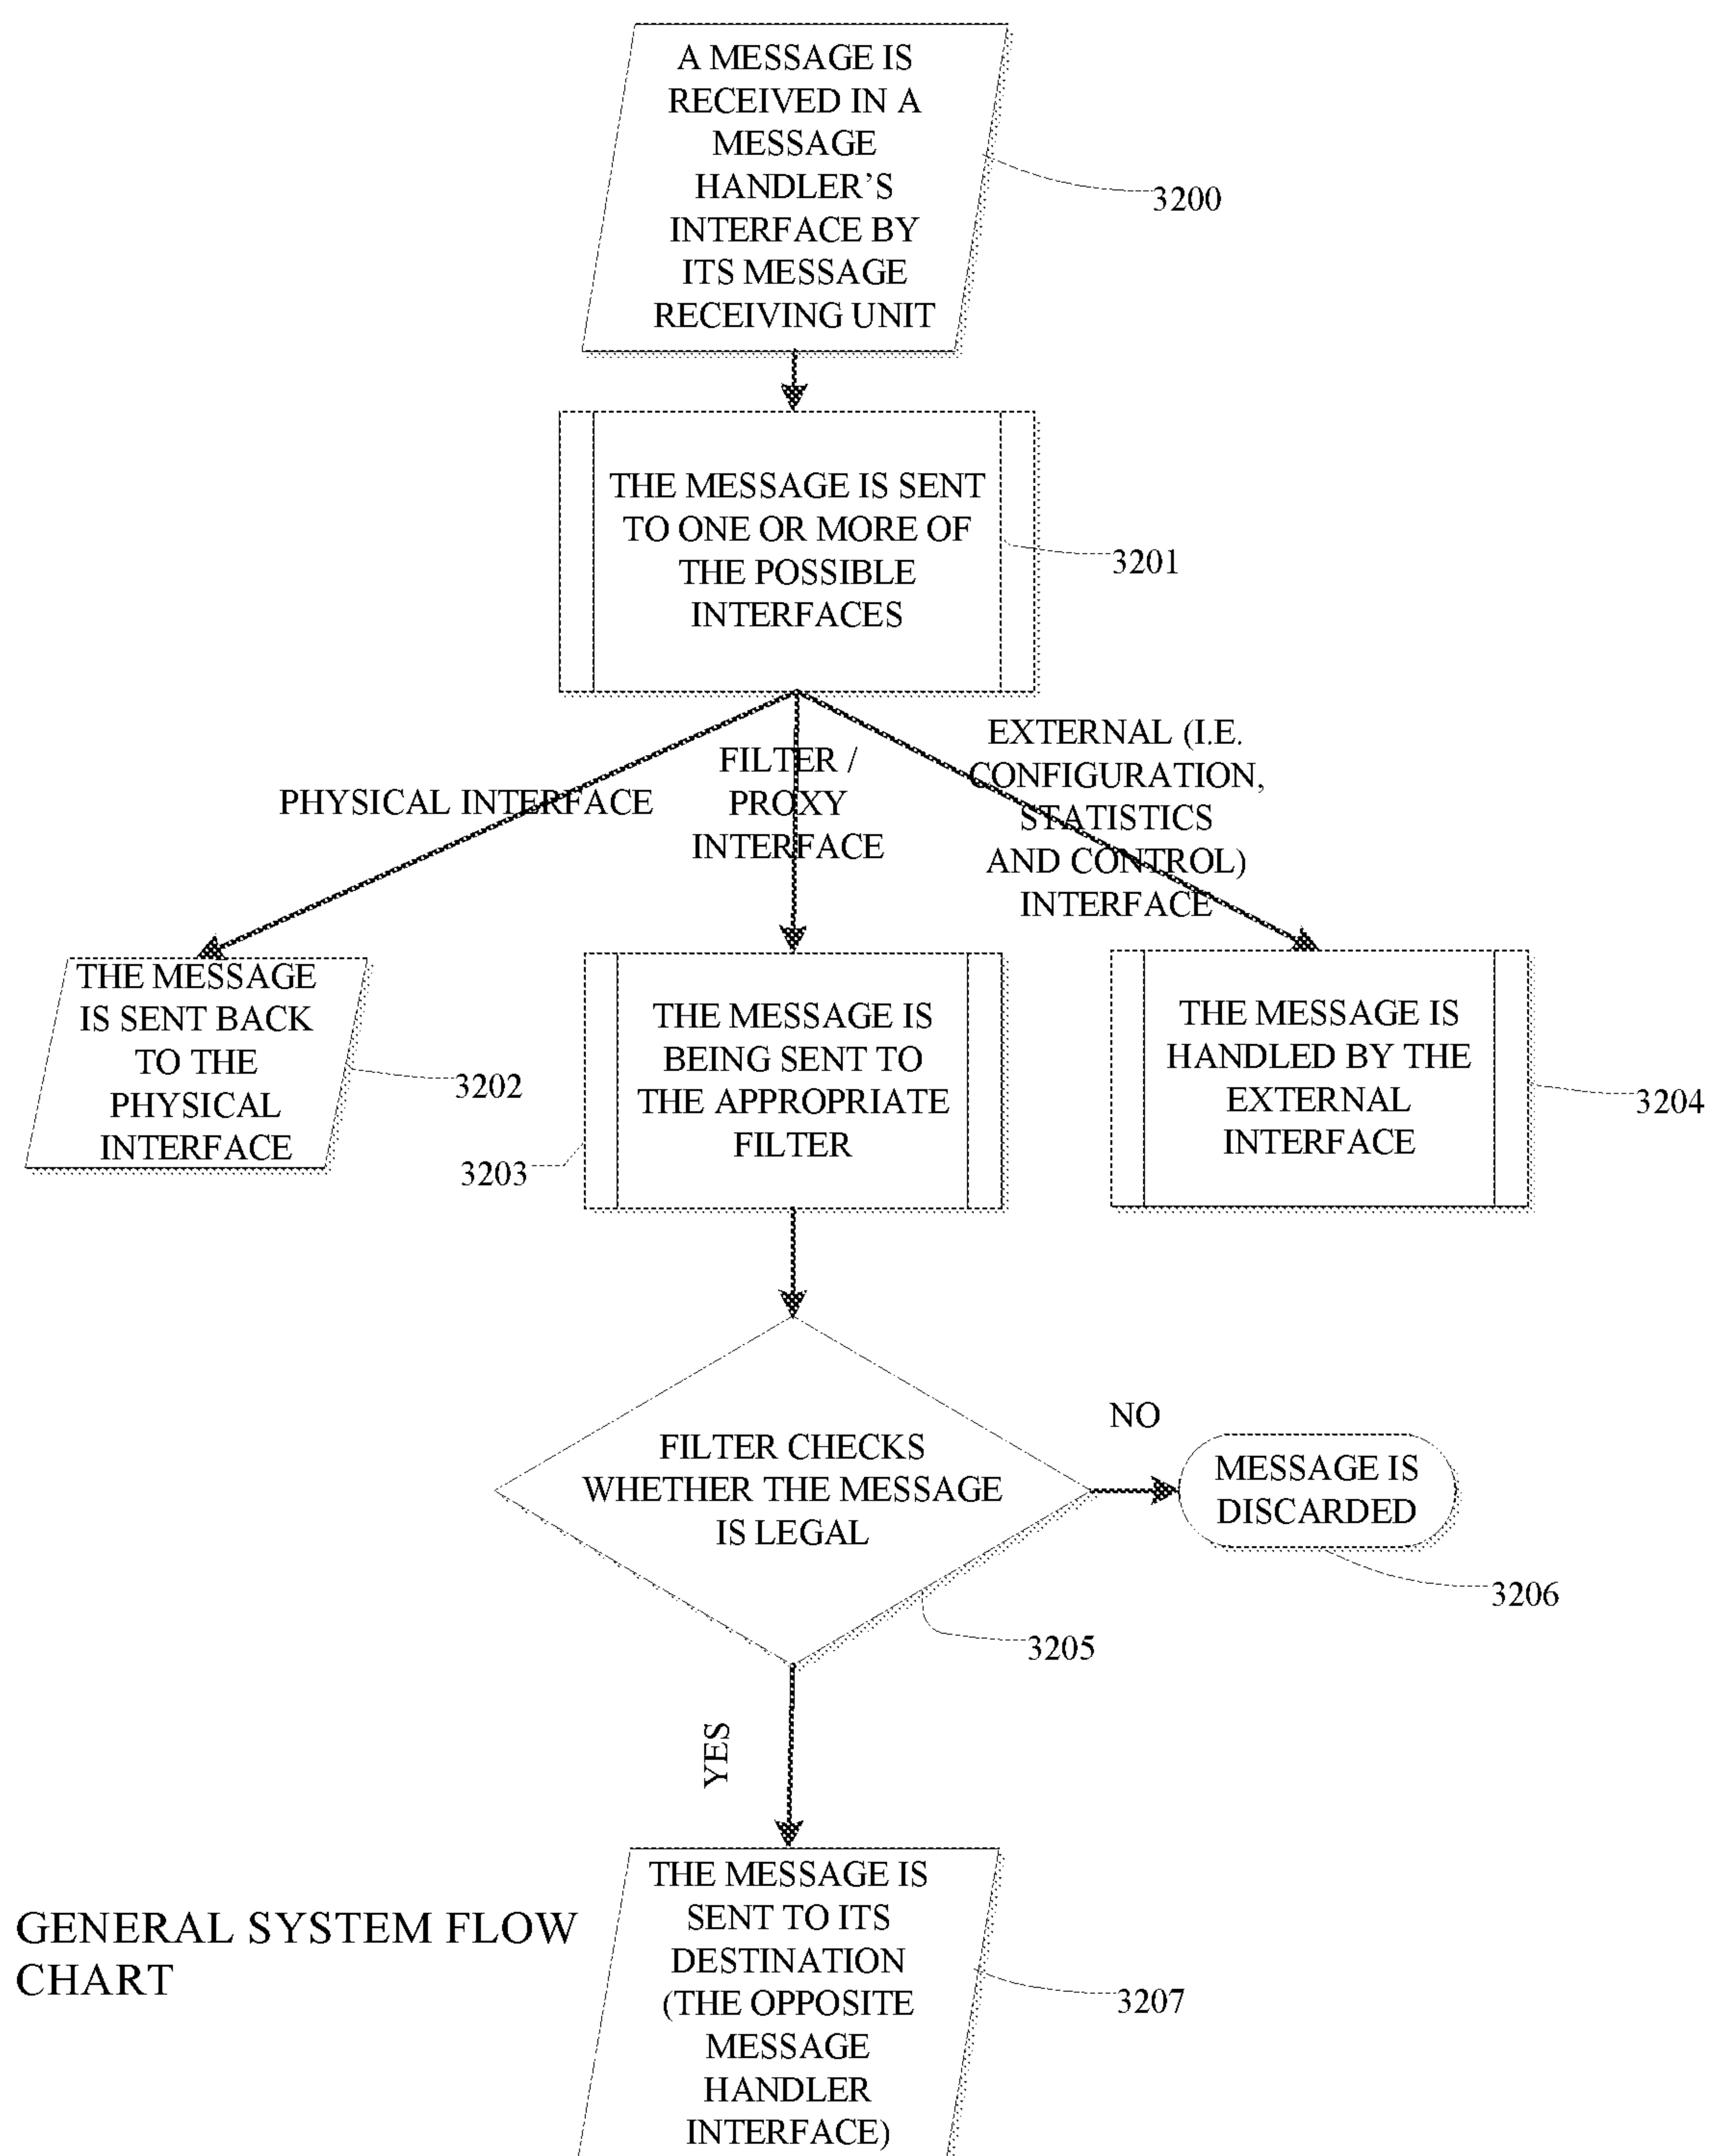 A MESSAGE IS
RECEIVED IN A
MESSAGE
HANDLER’S
INTERFACE BY
ITS MESSAGE
RECEIVING UNIT
3200
THE MESSAGE IS SENT
TO ONE OR MORE OF
THE POSSIBLE
INTERFACES
3201
PHYSICAL INTERFACE
FILTER /
PROXY
INTERFACE
EXTERNAL (I.E.
CONFIGURATION,
STATISTICS
AND CONTROL)
INTERFACE
THE MESSAGE
IS SENT BACK
TO THE
PHYSICAL
INTERFACE
3202
THE MESSAGE IS
BEING SENT TO
THE APPROPRIATE
FILTER
3203
THE MESSAGE IS
HANDLED BY THE
EXTERNAL
INTERFACE
3204
FILTER CHECKS
WHETHER THE MESSAGE
IS LEGAL
3205
NO
MESSAGE IS
DISCARDED
3206
YES
THE MESSAGE IS
SENT TO ITS
DESTINATION
(THE OPPOSITE
MESSAGE
HANDLER
INTERFACE)
3207
GENERAL SYSTEM FLOW
CHART